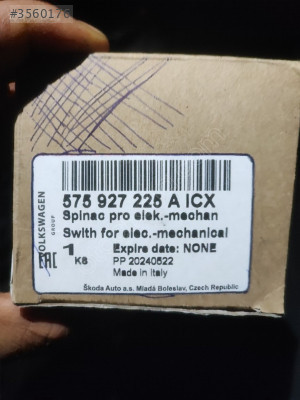 #3560176
VOLKSWAGEN
GROUP
575 927 225 A ICX
Spinac pro elek.-mechan
Swith for elec.-mechanical
1 KS
Expire date: NONE
PP 20240522
Made in Italy
EAC
Škoda Auto a.s. Mladá Boleslav, Czech Republic